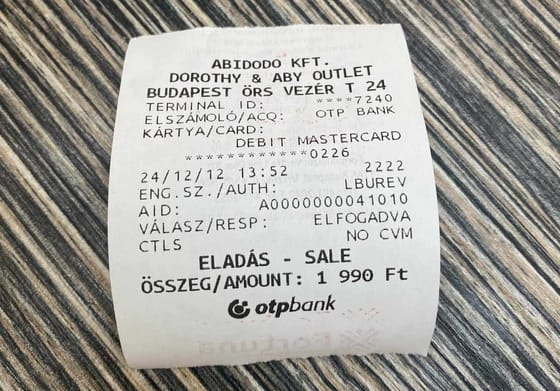 ABIDODO KFT.
DOROTHY & ABY OUTLET
BUDAPEST ÖRS VEZÉR T 24
TERMINAL ID: ****7240
ELSZÁMOLÓ/ACQ: OTP BANK
KÁRTYA/CARD:
DEBIT MASTERCARD
************0226
24/12/12 13:52 2222
ENG.SZ./AUTH: LBUREV
AID: A0000000041010
VÁLASZ/RESP: ELFOGADVA
CTLS NO CVM
ELADÁS - SALE
ÖSSZEG/AMOUNT: 1 990 Ft
otpbank